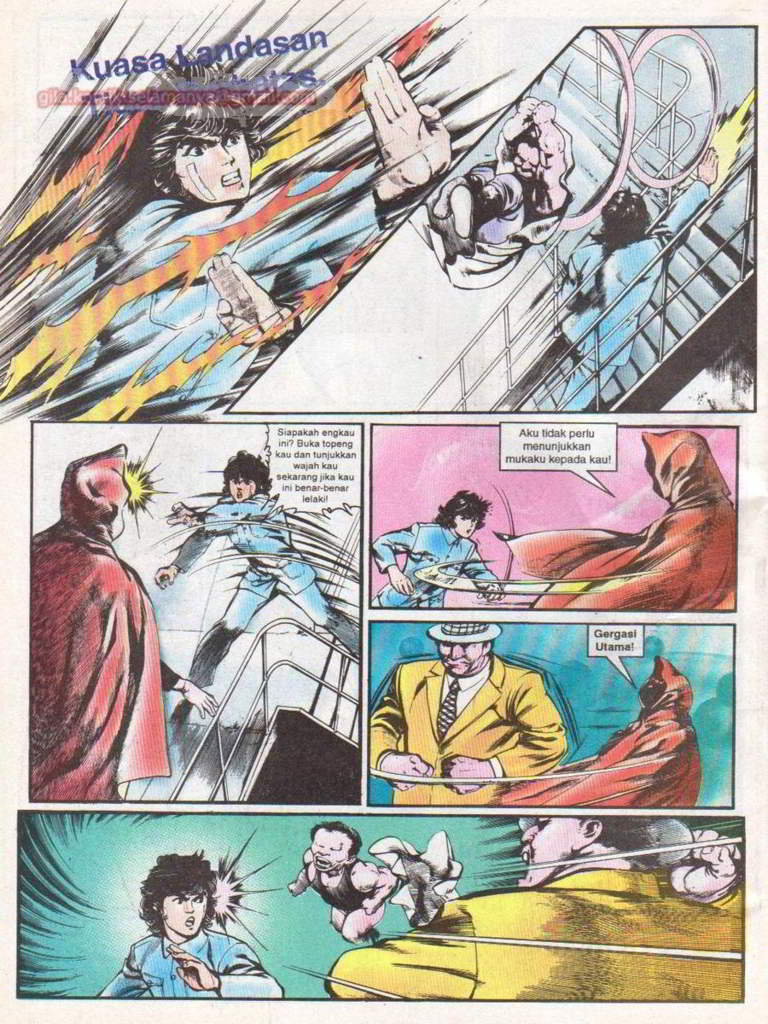 Kuasa Landasan
Siapakah engkau
ini? Buka topeng
kau dan tunjukkan
wajah kau
sekarang jika kau
ini benar-benar
lelaki!
Aku tidak perlu
menunjukkan
mukaku kepada kau!
Gergasi
Utama!